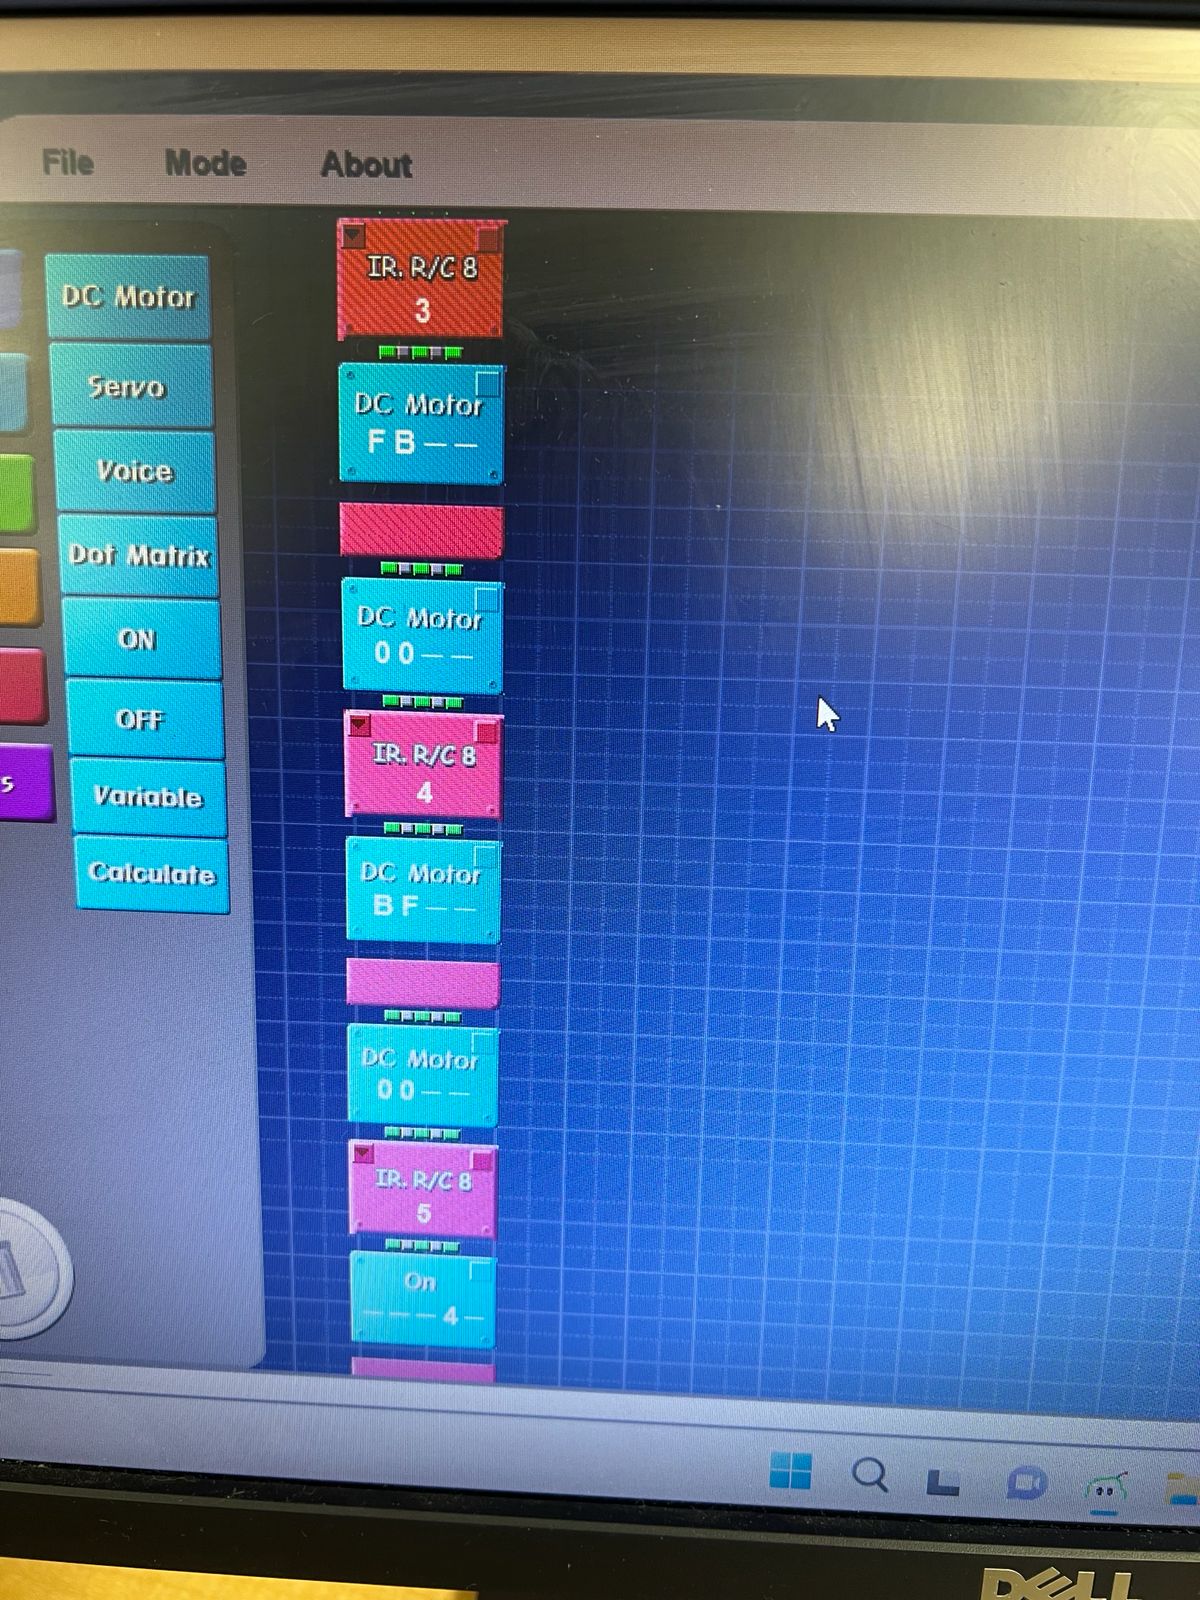 File Mode About
DC Motor
Servo
Voice
Dot Matrix
ON
OFF
Variable
Calculate
s
IR. R/C 8
3
DC Motor
F B — —
DC Motor
0 0 — —
IR. R/C 8
4
DC Motor
B F — —
DC Motor
0 0 — —
IR. R/C 8
5
On
— — — 4 —
DELL